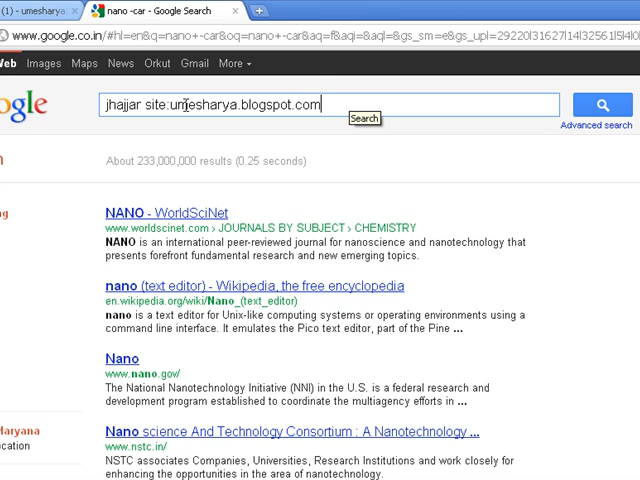 (1) - umesharya
nano -car - Google Search
www.google.co.in/#hl=en&q=nano+-car&oq=nano+-car&aq=f&aqi=&aql=&gs_sm=e&gs_upl=29220l31627l14l32561l5l4l0l
Web Images Maps News Orkut Gmail More
ogle
jhajjar site:umesharya.blogspot.com
Search
Advanced search
About 233,000,000 results (0.25 seconds)
NANO - WorldSciNet
www.worldscinet.com › JOURNALS BY SUBJECT › CHEMISTRY
NANO is an international peer-reviewed journal for nanoscience and nanotechnology that
presents forefront fundamental research and new emerging topics.
nano (text editor) - Wikipedia, the free encyclopedia
en.wikipedia.org/wiki/Nano_(text_editor)
nano is a text editor for Unix-like computing systems or operating environments using a
command line interface. It emulates the Pico text editor, part of the Pine ...
Nano
www.nano.gov/
The National Nanotechnology Initiative (NNI) in the U.S. is a federal research and
development program established to coordinate the multiagency efforts in ...
Haryana
cation
Nano science And Technology Consortium : A Nanotechnology ...
www.nstc.in/
NSTC associates Companies, Universities, Research Institutions and work closely for
enhancing the opportunities in the area of nanotechnology.